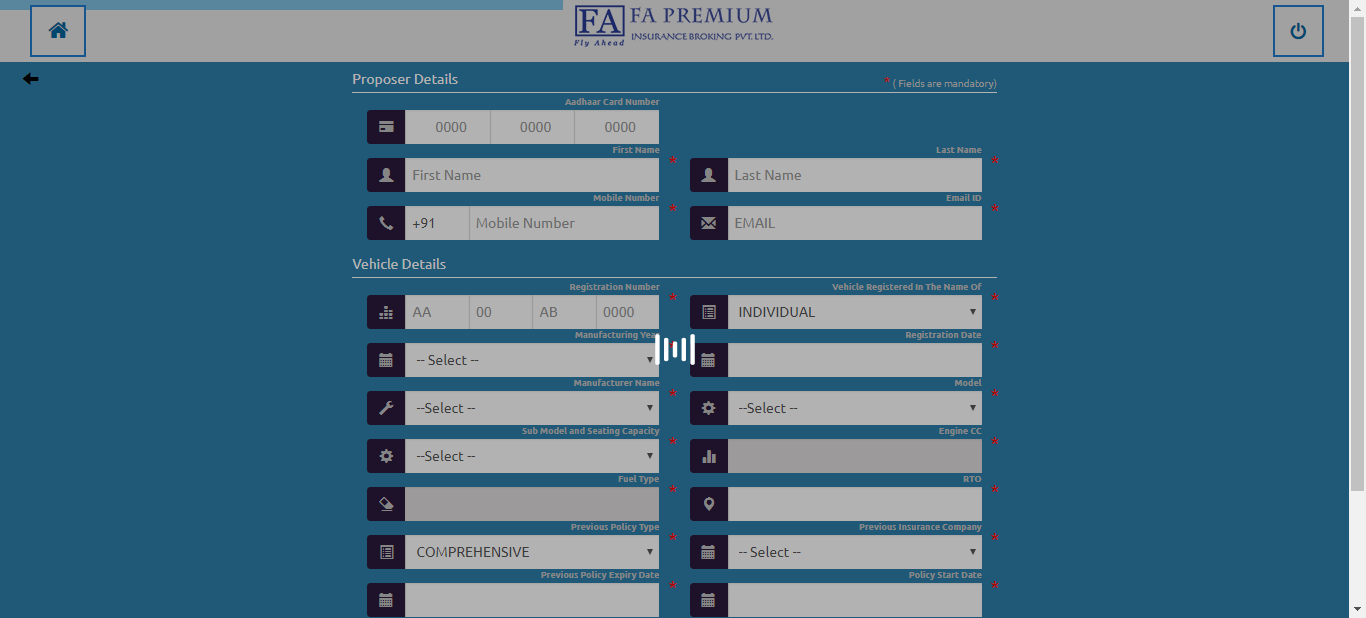 FA FA PREMIUM
INSURANCE BROKING PVT. LTD.
Fly Ahead
Proposer Details * ( Fields are mandatory)
Aadhaar Card Number
0000 0000 0000
First Name Last Name
First Name * Last Name *
Mobile Number Email ID
+91 Mobile Number * EMAIL *
Vehicle Details
Registration Number Vehicle Registered In The Name Of
AA 00 AB 0000 * INDIVIDUAL *
Manufacturing Year Registration Date
-- Select -- * *
Manufacturer Name Model
--Select -- * --Select -- *
Sub Model and Seating Capacity Engine CC
--Select -- * *
Fuel Type RTO
* *
Previous Policy Type Previous Insurance Company
COMPREHENSIVE * -- Select -- *
Previous Policy Expiry Date Policy Start Date
* *